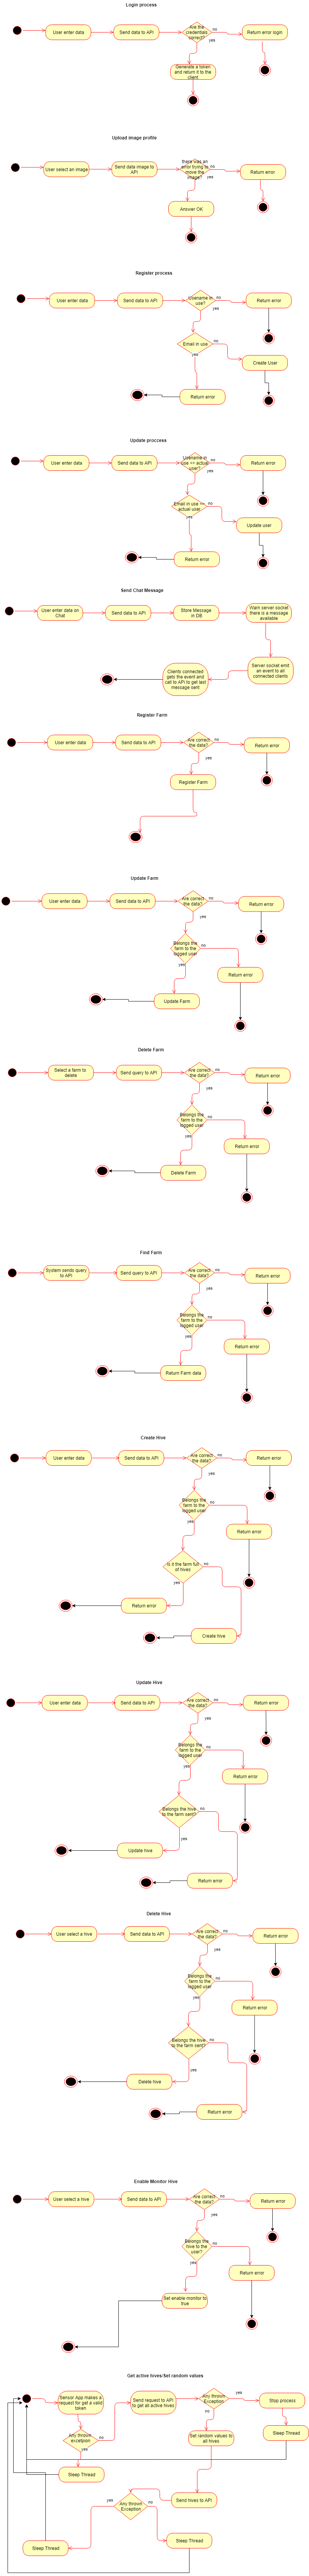 Login process
User enter data
Send data to API
Are the
credentials
correct?
no
Return error login
yes
Generate a token
and return it to the
client
Upload image profile
User select an image
Send data image to
API
there was an
error trying to
move the
image?
no
Return error
yes
Answer OK
Register process
User enter data
Send data to API
Username in
use?
no
Return error
yes
Email in use
no
Create User
yes
Return error
Update proccess
User enter data
Send data to API
Username in
use == actual
user?
no
Return error
yes
Email in use ==
actual user
no
Update user
yes
Return error
Send Chat Message
User enter data on
Chat
Send data to API
Store Message
in DB
Warn server socket
there is a message
available
Server socket emit
an event to all
connected clients
Clients connected
gets the event and
call to API to get last
message sent
Register Farm
User enter data
Send data to API
Are correct
the data?
no
Return error
yes
Register Farm
Update Farm
User enter data
Send data to API
Are correct
the data?
no
Return error
yes
Belongs the
farm to the
logged user
no
Return error
yes
Update Farm
Delete Farm
Select a farm to
delete
Send query to API
Are correct
the data?
no
Return error
yes
Belongs the
farm to the
logged user
no
Return error
yes
Delete Farm
Find Farm
System sends query
to API
Send query to API
Are correct
the data?
no
Return error
yes
Belongs the
farm to the
logged user
no
Return error
yes
Return Farm data
Create Hive
User enter data
Send data to API
Are correct
the data?
no
Return error
yes
Belongs the
farm to the
logged user
no
Return error
yes
Is it the farm full
of hives
no
yes
Return error
Create hive
Update Hive
User enter data
Send data to API
Are correct
the data?
no
Return error
yes
Belongs the
farm to the
logged user
no
Return error
yes
Belongs the hive
to the farm sent?
no
yes
Update hive
Return error
Delete Hive
User select a hive
Send data to API
Are correct
the data?
no
Return error
yes
Belongs the
farm to the
logged user
no
Return error
yes
Belongs the hive
to the farm sent?
no
yes
Delete hive
Return error
Enable Monitor Hive
User select a hive
Send data to API
Are correct
the data?
no
Return error
yes
Belongs the
hive to the
user?
no
Return error
yes
Set enable monitor to
true
Get active hives/Set random values
Sensor App makes a
request for get a valid
token
Send request to API
to get all active hives
Any thrown
Exception
yes
Stop process
no
Any thrown
excetpion
no
yes
Set random values to
all hives
Sleep Thread
Sleep Thread
Send hives to API
Any thrown
Exception
yes
no
Sleep Thread
Sleep Thread